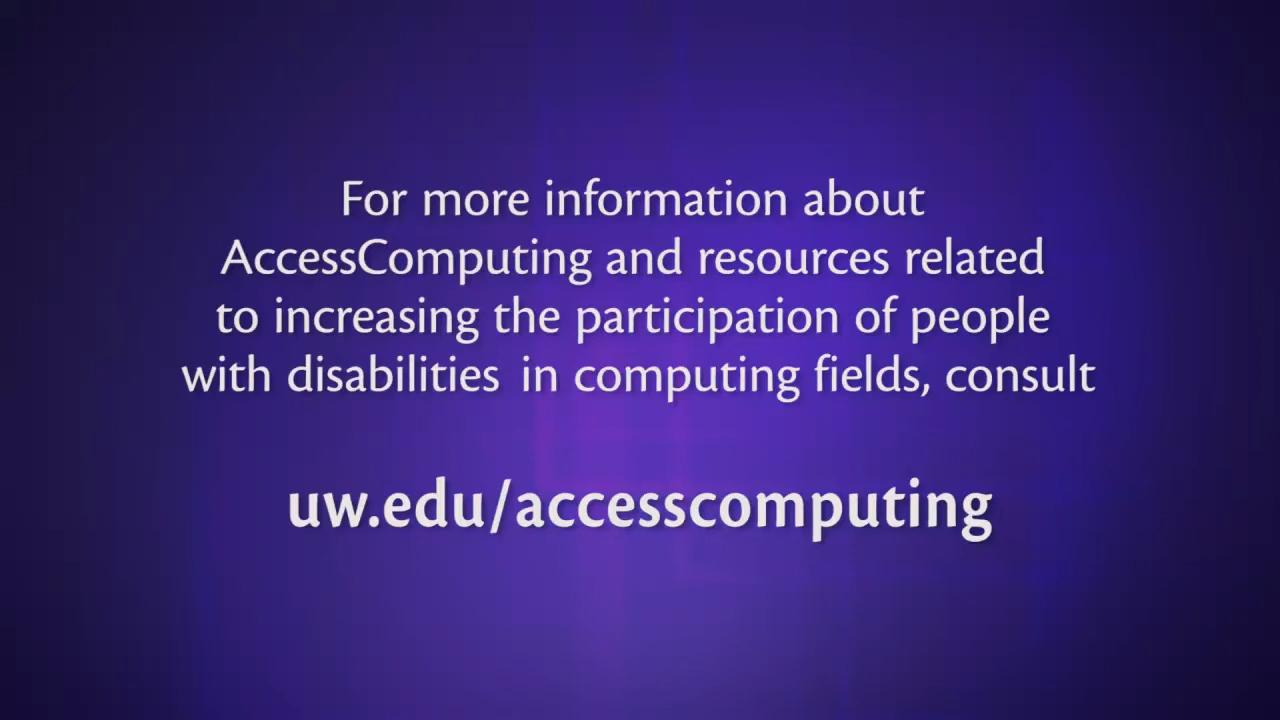 For more information about
AccessComputing and resources related
to increasing the participation of people
with disabilities in computing fields, consult
uw.edu/accesscomputing